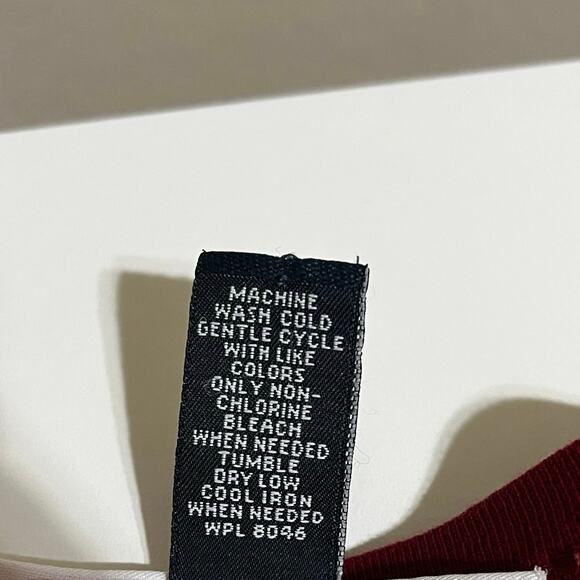 MACHINE
WASH COLD
GENTLE CYCLE
WITH LIKE
COLORS
ONLY NON-
CHLORINE
BLEACH
WHEN NEEDED
TUMBLE
DRY LOW
COOL IRON
WHEN NEEDED
WPL 8046